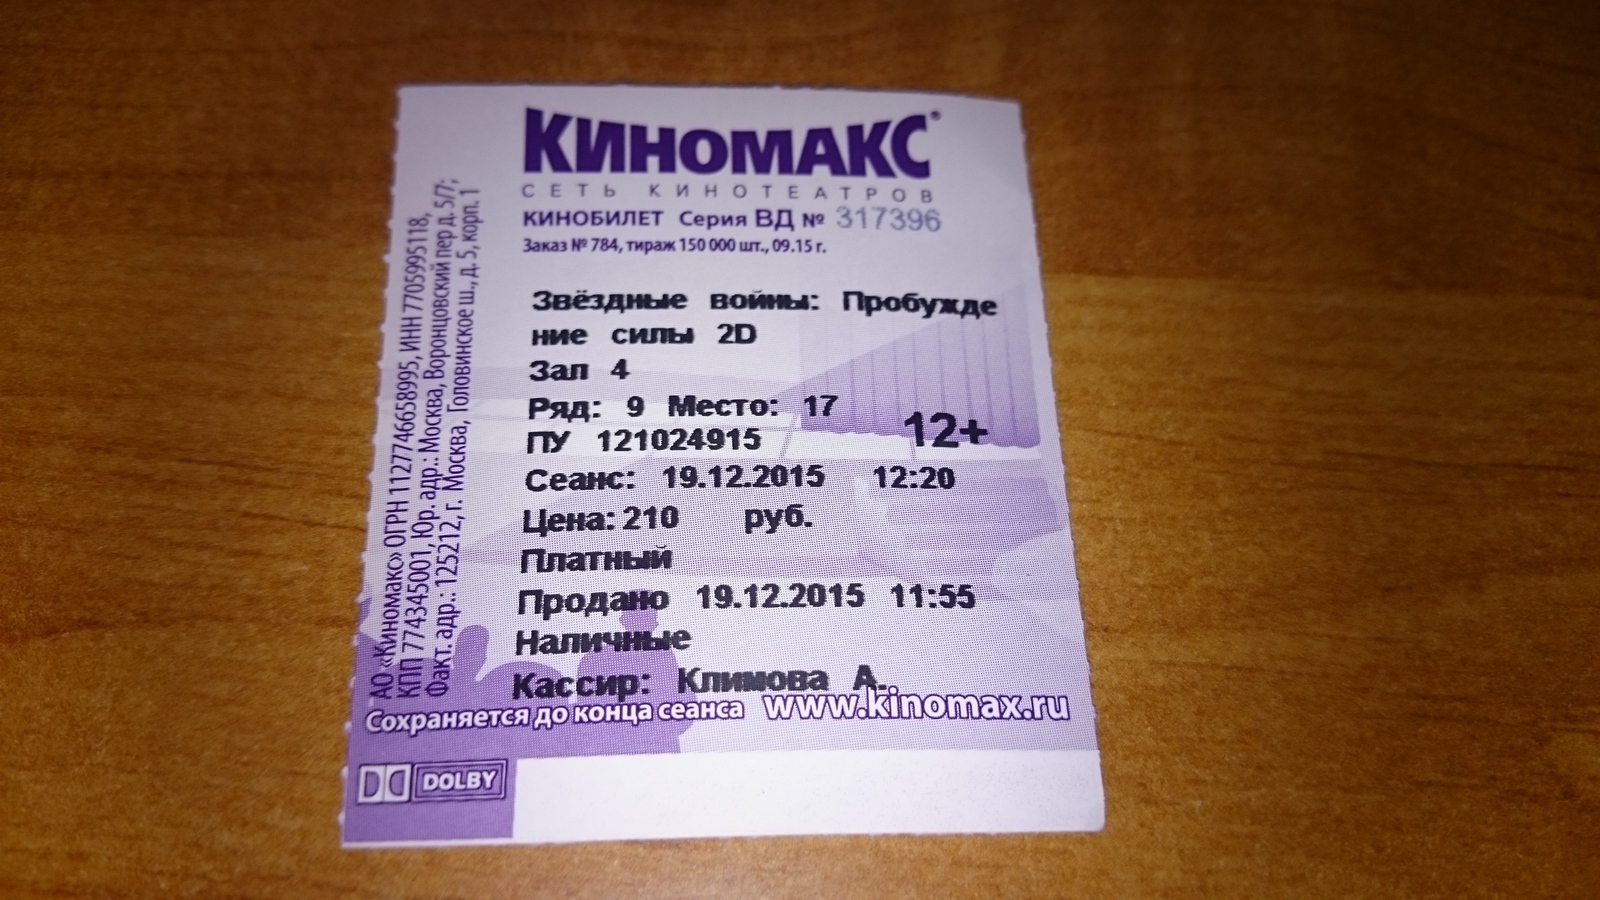 КИНОМАКС®
СЕТЬ КИНОТЕАТРОВ
КИНОБИЛЕТ Серия ВД № 317396
Заказ № 784, тираж 150 000 шт., 09.15 г.
Звёздные войны: Пробужде
ние силы 2D
Зал 4
Ряд: 9 Место: 17
12+
ПУ 121024915
Сеанс: 19.12.2015 12:20
Цена: 210 руб.
Платный
Продано 19.12.2015 11:55
Наличные
Кассир: Климова А.
Сохраняется до конца сеанса www.kinomax.ru
DOLBY
АО «Киномакс» ОГРН 1127746658995, ИНН 7705995118,
КПП 774345001, Юр. адр.: Москва, Воронцовский пер д. 5/7;
Факт. адр.: 125212, г. Москва, Головинское ш., д. 5, корп. 1